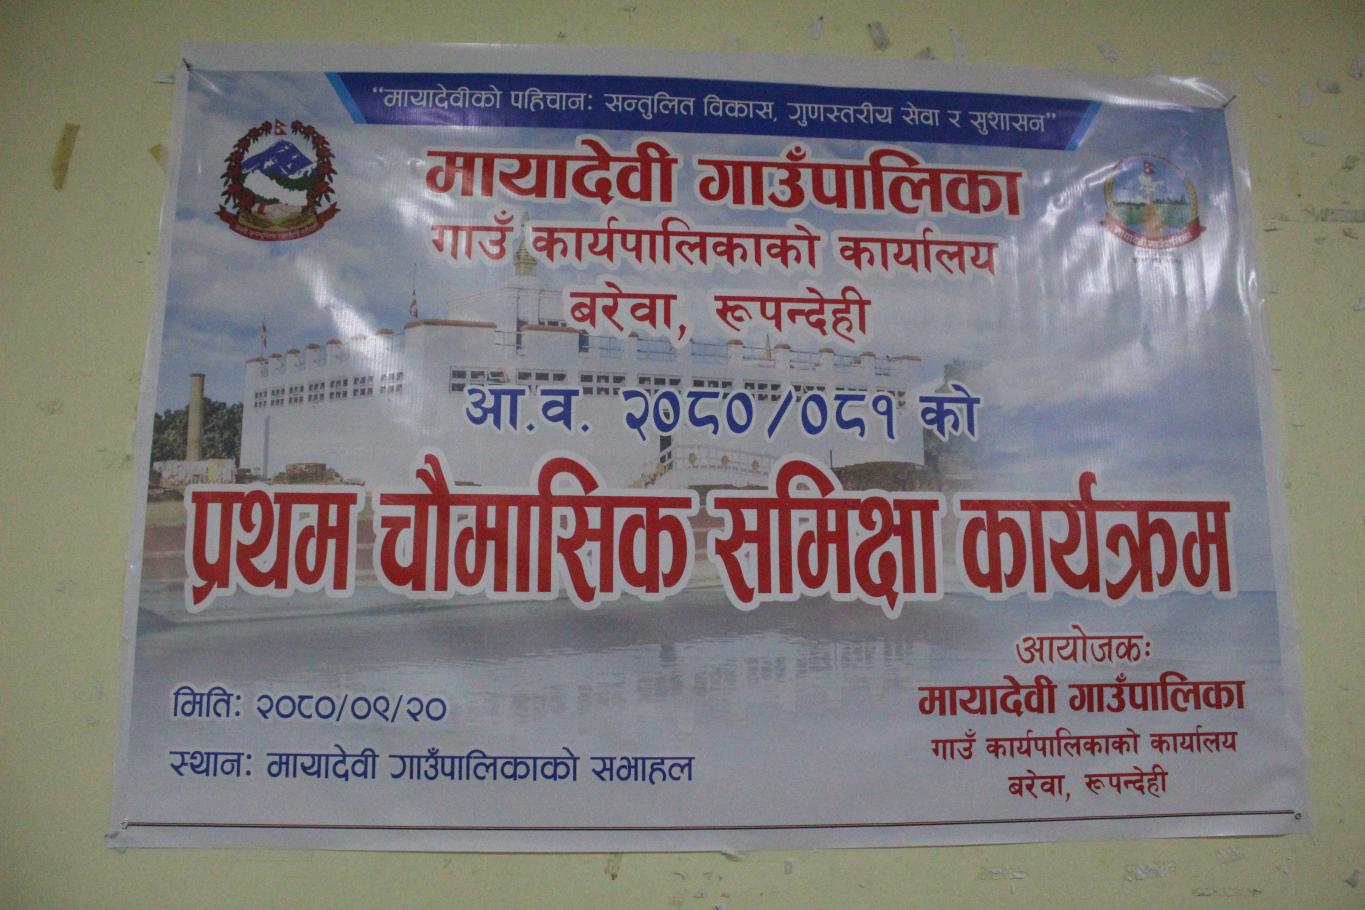 “मायादेवीको पहिचानः सन्तुलित विकास, गुणस्तरीय सेवा र सुशासन”
मायादेवी गाउँपालिका
गाउँ कार्यपालिकाको कार्यालय
बरेवा, रूपन्देही
आ.व. २०८०/०८१ को
प्रथम चौमासिक समिक्षा कार्यक्रम
मितिः २०८०/०९/२०
स्थानः मायादेवी गाउँपालिकाको सभाहल
आयोजकः
मायादेवी गाउँपालिका
गाउँ कार्यपालिकाको कार्यालय
बरेवा, रूपन्देही